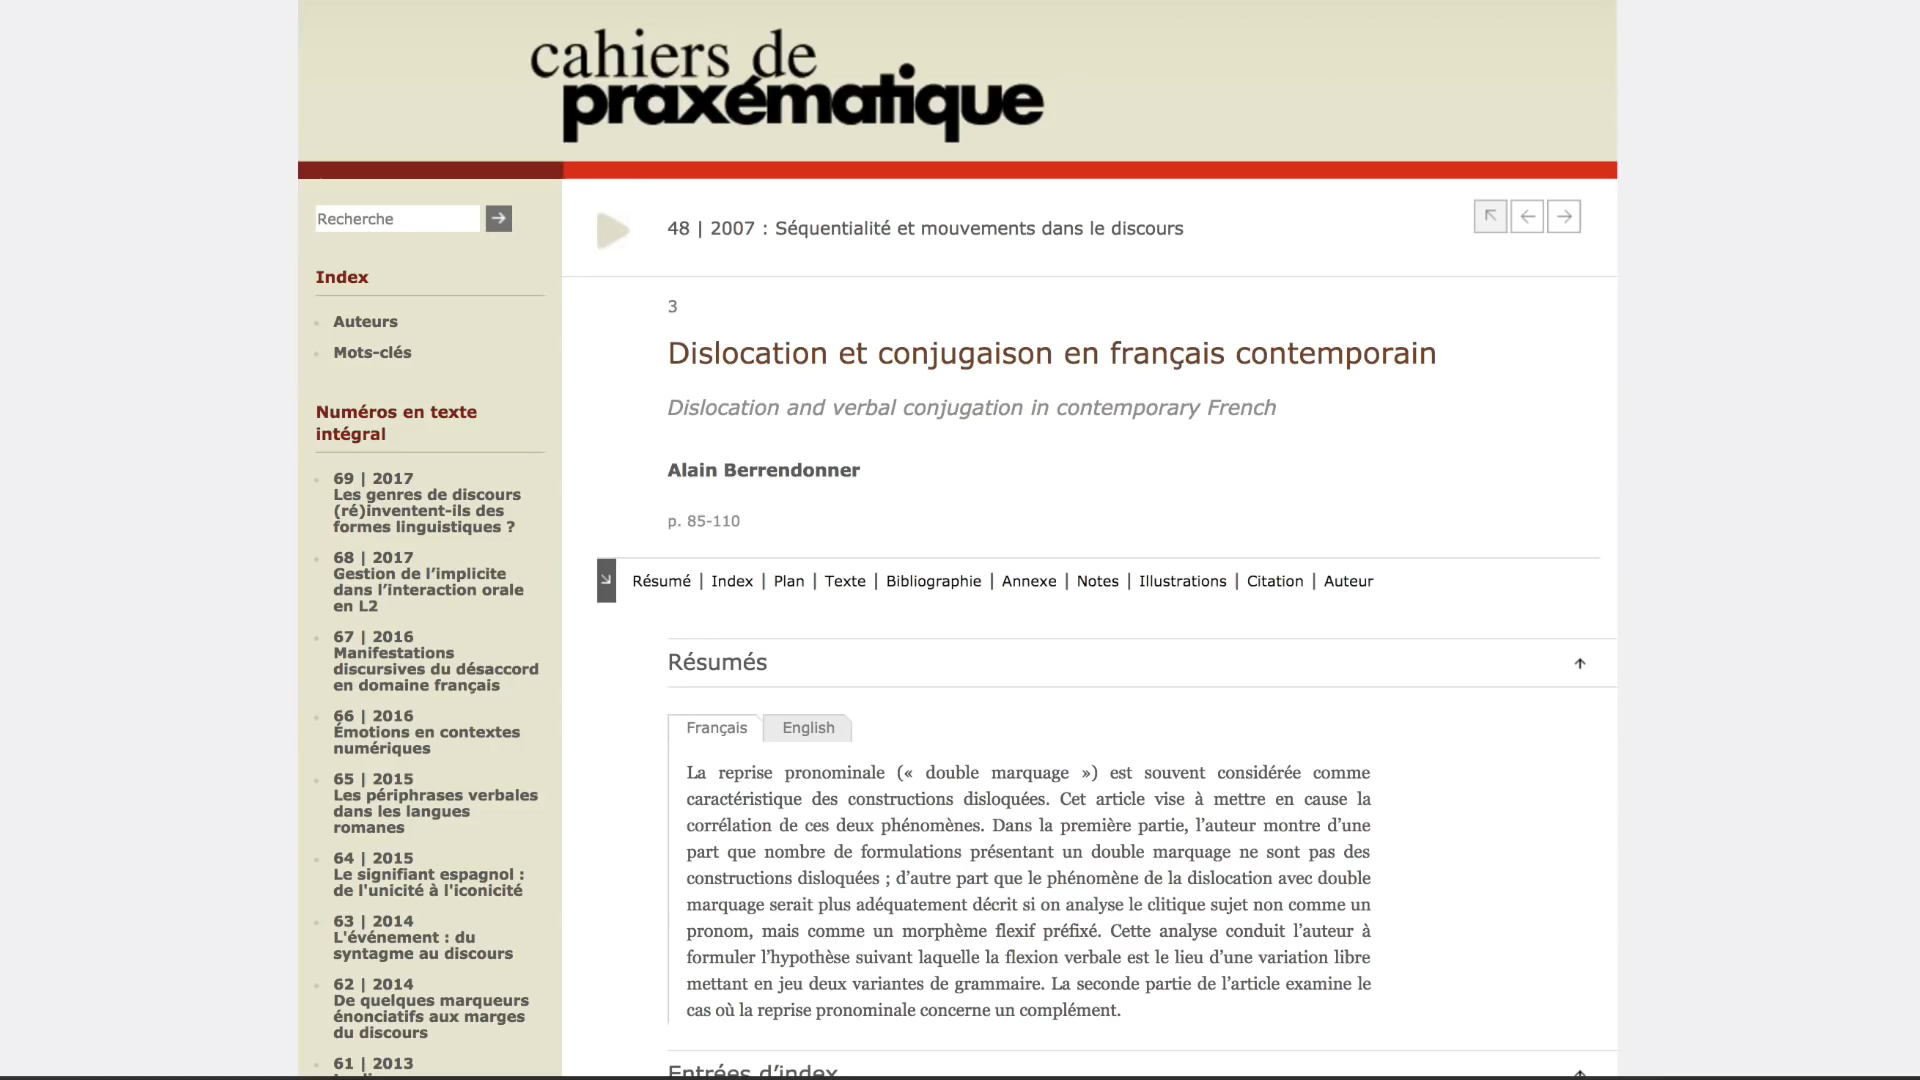 cahiers de
praxématique
Recherche
Index
Auteurs
Mots-clés
Numéros en texte
intégral
69 | 2017
Les genres de discours
(ré)inventent-ils des
formes linguistiques ?
68 | 2017
Gestion de l’implicite
dans l’interaction orale
en L2
67 | 2016
Manifestations
discursives du désaccord
en domaine français
66 | 2016
Émotions en contextes
numériques
65 | 2015
Les périphrases verbales
dans les langues
romanes
64 | 2015
Le signifiant espagnol :
de l'unicité à l'iconicité
63 | 2014
L'événement : du
syntagme au discours
62 | 2014
De quelques marqueurs
énonciatifs aux marges
du discours
61 | 2013
48 | 2007 : Séquentialité et mouvements dans le discours
3
Dislocation et conjugaison en français contemporain
Dislocation and verbal conjugation in contemporary French
Alain Berrendonner
p. 85-110
Résumé | Index | Plan | Texte | Bibliographie | Annexe | Notes | Illustrations | Citation | Auteur
Résumés
Français English
La reprise pronominale (« double marquage ») est souvent considérée comme
caractéristique des constructions disloquées. Cet article vise à mettre en cause la
corrélation de ces deux phénomènes. Dans la première partie, l’auteur montre d’une
part que nombre de formulations présentant un double marquage ne sont pas des
constructions disloquées ; d’autre part que le phénomène de la dislocation avec double
marquage serait plus adéquatement décrit si on analyse le clitique sujet non comme un
pronom, mais comme un morphème flexif préfixé. Cette analyse conduit l’auteur à
formuler l’hypothèse suivant laquelle la flexion verbale est le lieu d’une variation libre
mettant en jeu deux variantes de grammaire. La seconde partie de l’article examine le
cas où la reprise pronominale concerne un complément.
Entrées d’index